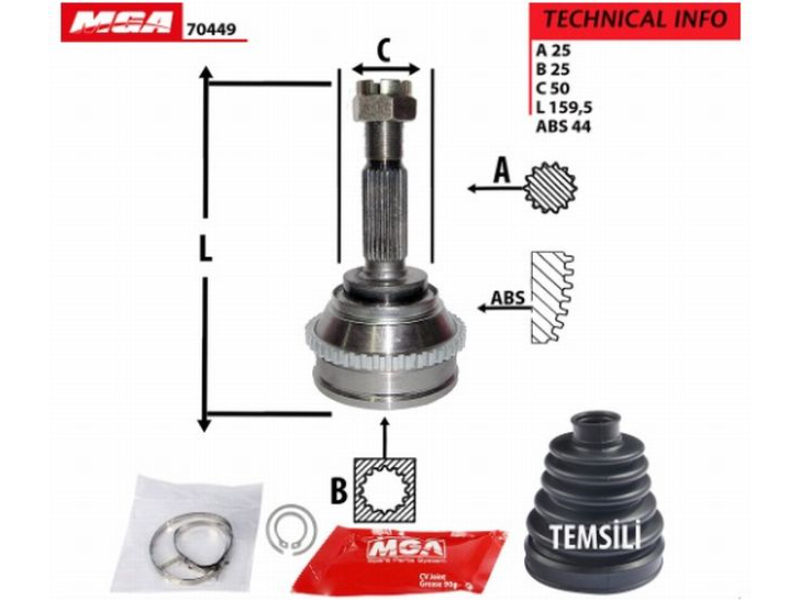 MGA 70449
TECHNICAL INFO
A 25
B 25
C 50
L 159,5
ABS 44
C
A
L
ABS
B
MGA
Spare Parts System
CV Joint
Grease 90g
TEMSİLİ